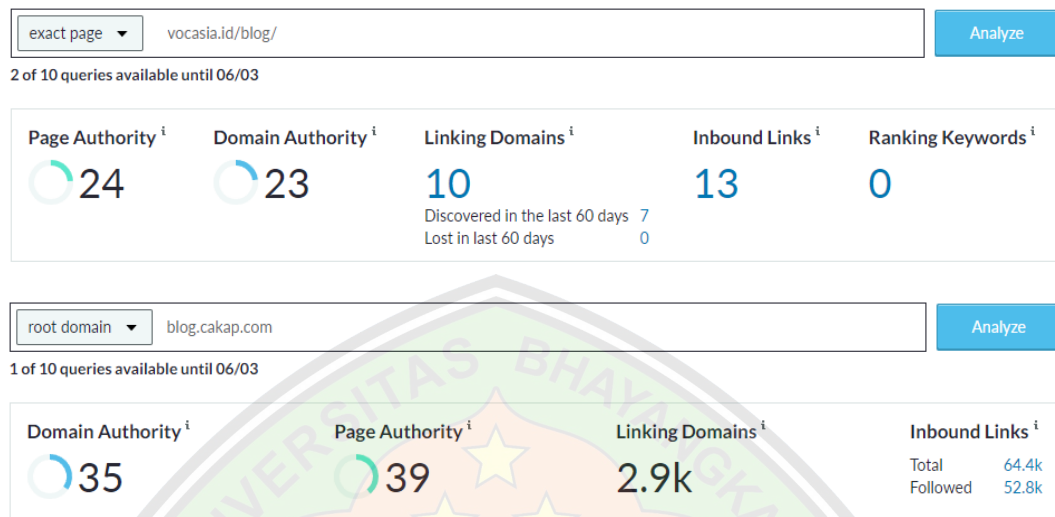 exact page vocasia.id/blog/ Analyze
2 of 10 queries available until 06/03
Page Authority i Domain Authority i Linking Domains i Inbound Links i Ranking Keywords i
24 23 10 13 0
Discovered in the last 60 days 7
Lost in last 60 days 0
root domain blog.cakap.com Analyze
1 of 10 queries available until 06/03
Domain Authority i Page Authority i Linking Domains i Inbound Links i
35 39 2.9k
Total 64.4k
Followed 52.8k